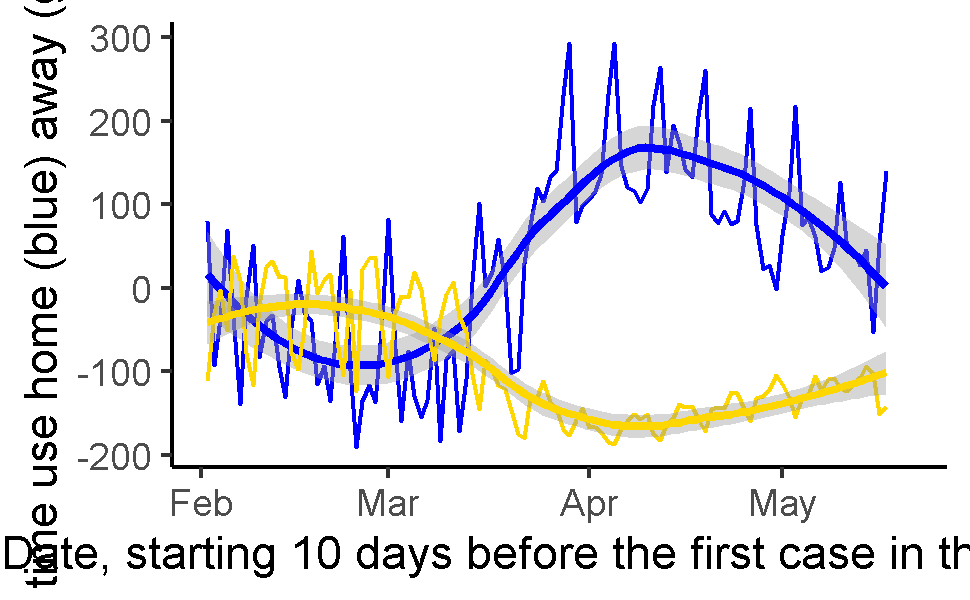 time use home (blue) away (
300
200
100
0
-100
-200
Feb Mar Apr May
Date, starting 10 days before the first case in th